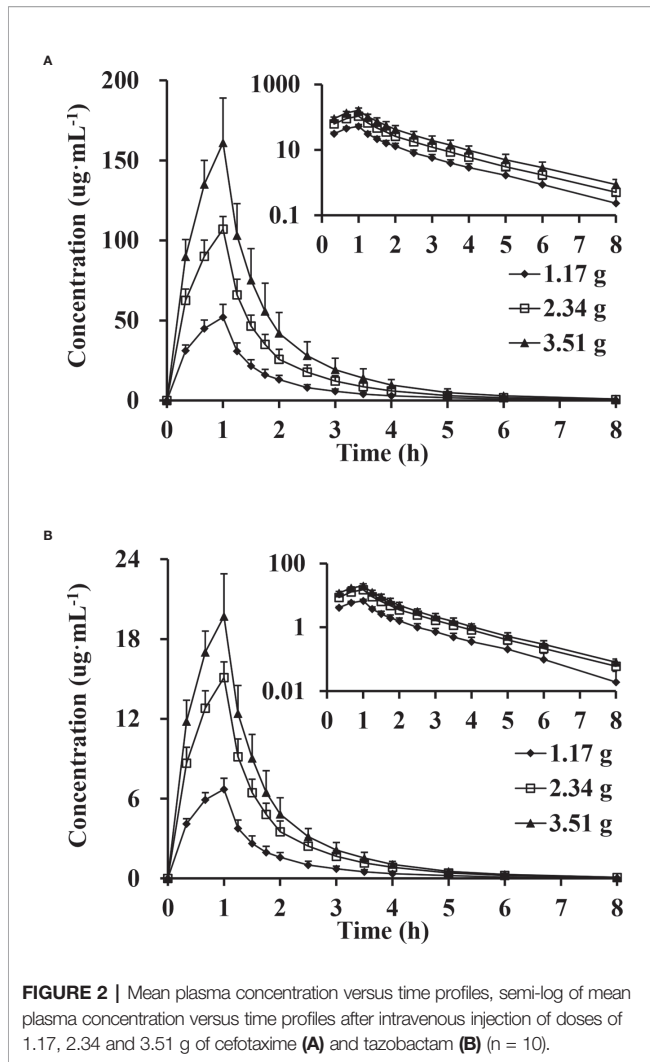 A
200
150
100
50
0
Concentration (ug·mL⁻¹)
1000
10
0.1
0 1 2 3 4 5 6 7 8
1.17 g
2.34 g
3.51 g
0 1 2 3 4 5 6 7 8
Time (h)
B
24
18
12
6
0
Concentration (ug·mL⁻¹)
100
1
0.01
0 1 2 3 4 5 6 7 8
1.17 g
2.34 g
3.51 g
0 1 2 3 4 5 6 7 8
Time (h)
FIGURE 2 | Mean plasma concentration versus time profiles, semi-log of mean
plasma concentration versus time profiles after intravenous injection of doses of
1.17, 2.34 and 3.51 g of cefotaxime (A) and tazobactam (B) (n = 10).